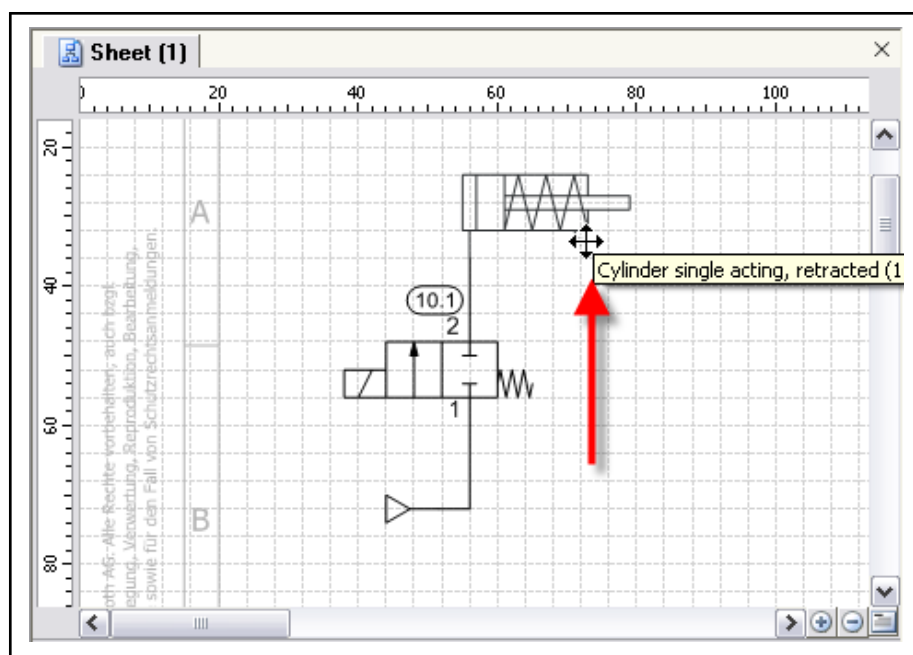 Sheet (1)
0 20 40 60 80 100
20
40
60
80
A
B
10.1
2
1
Cylinder single acting, retracted (1
oth AG. Alle Rechte vorbehalten, auch bzgl.
egung, Verwertung, Reproduktion, Bearbeitung,
sowie für den Fall von Schutzrechtsanmeldungen.